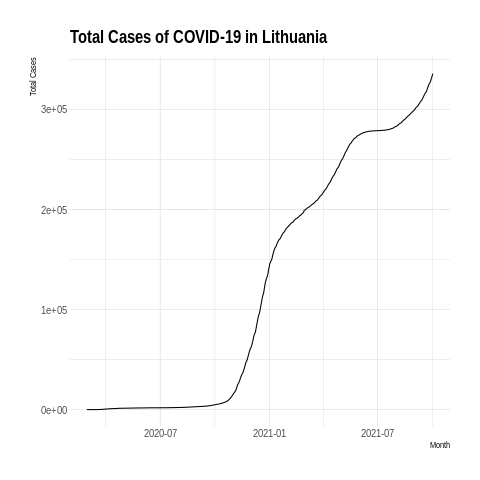 Total Cases of COVID-19 in Lithuania
Total Cases
3e+05
2e+05
1e+05
0e+00
2020-07 2021-01 2021-07
Month